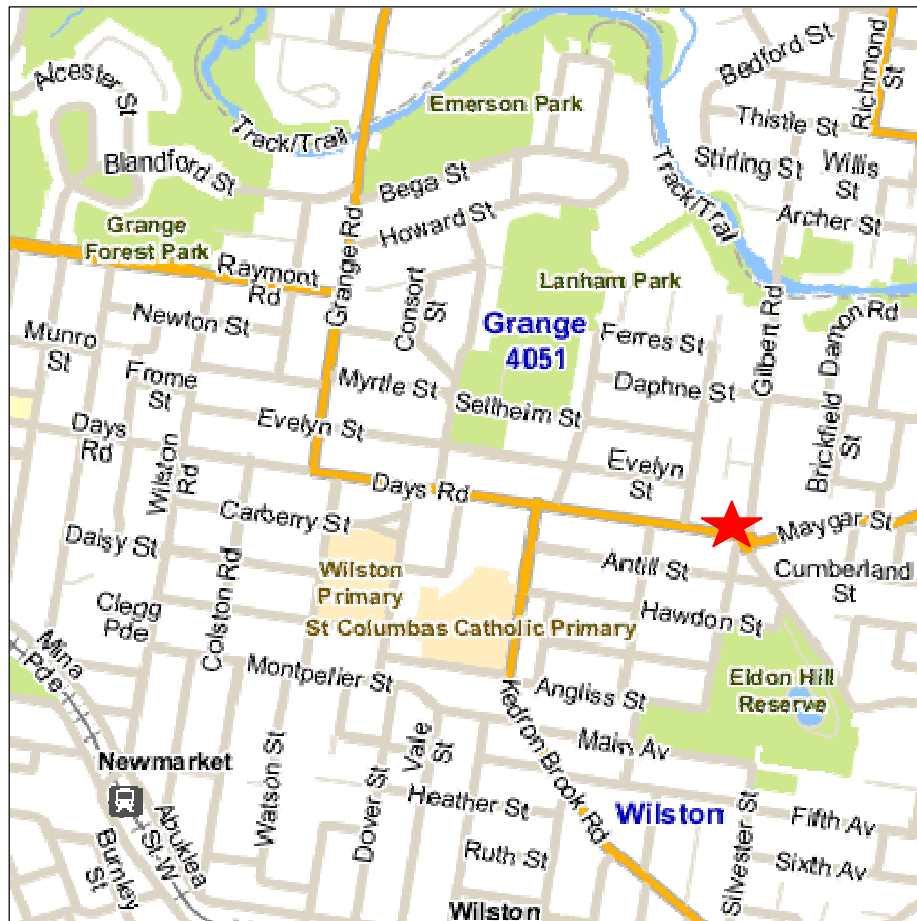 Richmond
St
Bedford St
Alcester St
Emerson Park
Thistle St
Track/Trail
Track/Trail
Stirling St
Willis
St
Blandford St
Bega St
Archer St
Grange
Forest Park
Grange Rd
Howard St
Raymont
Rd
Lanham Park
Consort
St
Gilbert Rd
Damon Rd
Newton St
Grange
4051
Ferres St
Munro
St
Frome
St
Myrtle St
Daphne St
Sellheim St
Brickfield
St
Days
Rd
Evelyn St
Evelyn
St
Wilston
Rd
Days Rd
Carberry St
Maygar St
Daisy St
Antill St
Cumberland
St
Wilston
Primary
Colston Rd
Clegg
Pde
Hawdon St
St Columbas Catholic Primary
Mina
Pde
Montpelier St
Angliss St
Eldon Hill
Reserve
Kedron Brook Rd
Vale
St
Main Av
Newmarket
Watson St
Dover St
Heather St
Silvester St
Wilston
Fifth Av
Abuklea
St W
Burnley
St
Ruth St
Sixth Av
Wilston